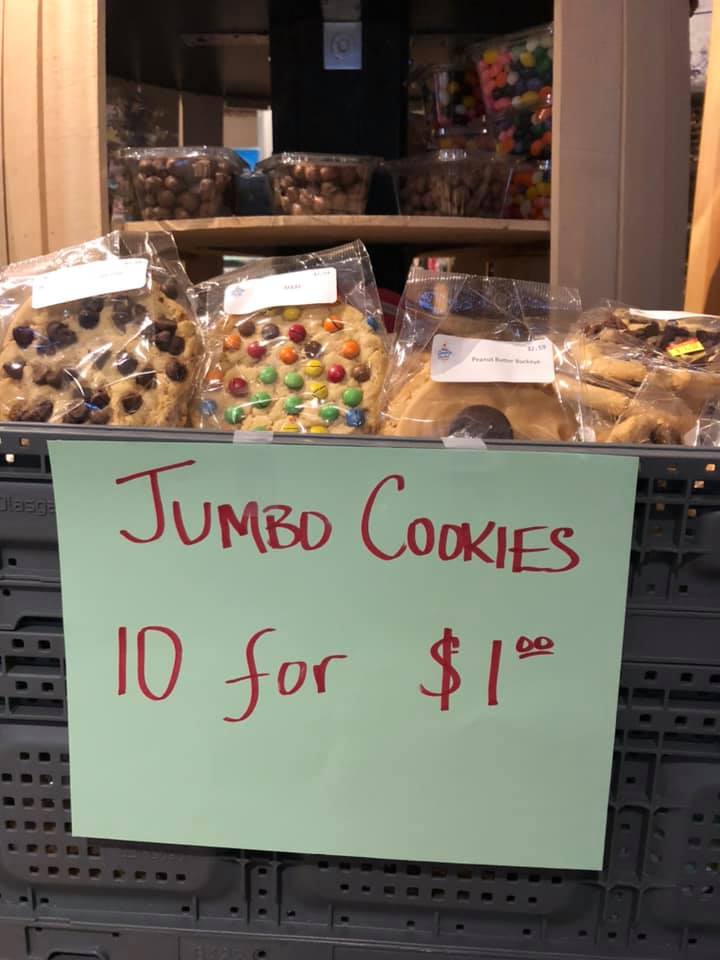 Peanut Butter Buckeye
JUMBO COOKIES
10 for $1.00